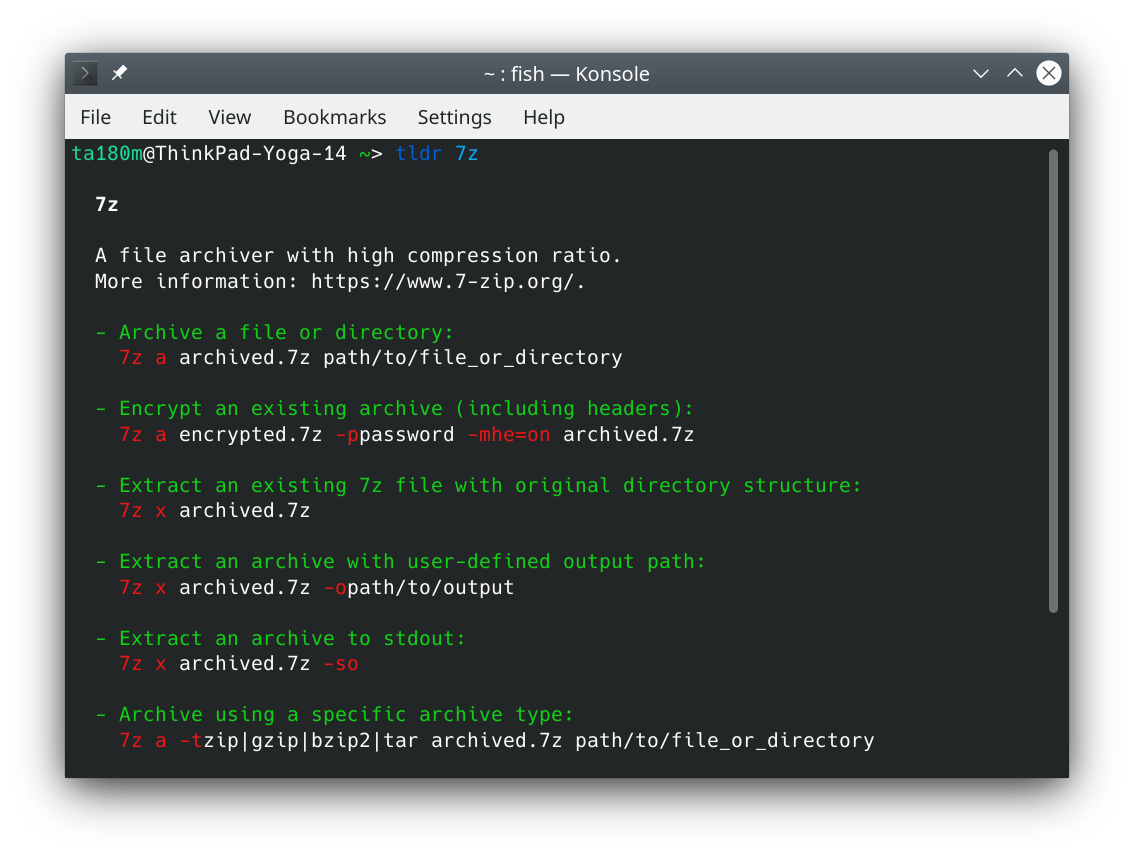 ~ : fish — Konsole
File Edit View Bookmarks Settings Help
ta180m@ThinkPad-Yoga-14 ~> tldr 7z
7z
A file archiver with high compression ratio.
More information: https://www.7-zip.org/.
- Archive a file or directory:
7z a archived.7z path/to/file_or_directory
- Encrypt an existing archive (including headers):
7z a encrypted.7z -ppassword -mhe=on archived.7z
- Extract an existing 7z file with original directory structure:
7z x archived.7z
- Extract an archive with user-defined output path:
7z x archived.7z -opath/to/output
- Extract an archive to stdout:
7z x archived.7z -so
- Archive using a specific archive type:
7z a -tzip|gzip|bzip2|tar archived.7z path/to/file_or_directory